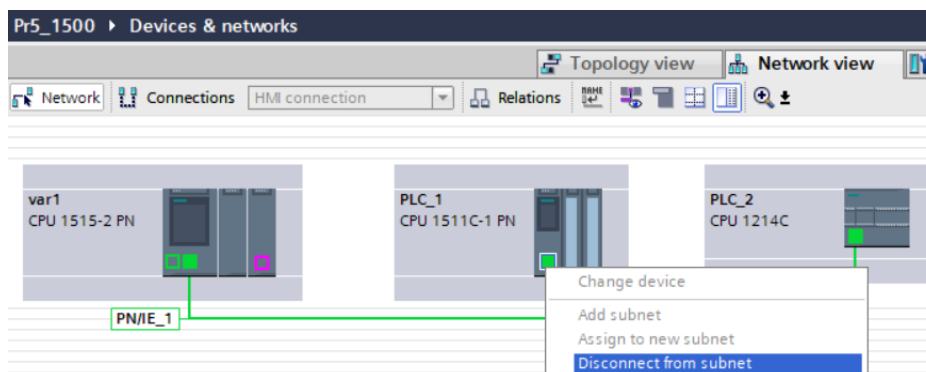 Pr5_1500 ▸ Devices & networks
Topology view
Network view
Network
Connections
HMI connection
Relations
NAME
var1
CPU 1515-2 PN
PLC_1
CPU 1511C-1 PN
PLC_2
CPU 1214C
PN/IE_1
Change device
Add subnet
Assign to new subnet
Disconnect from subnet